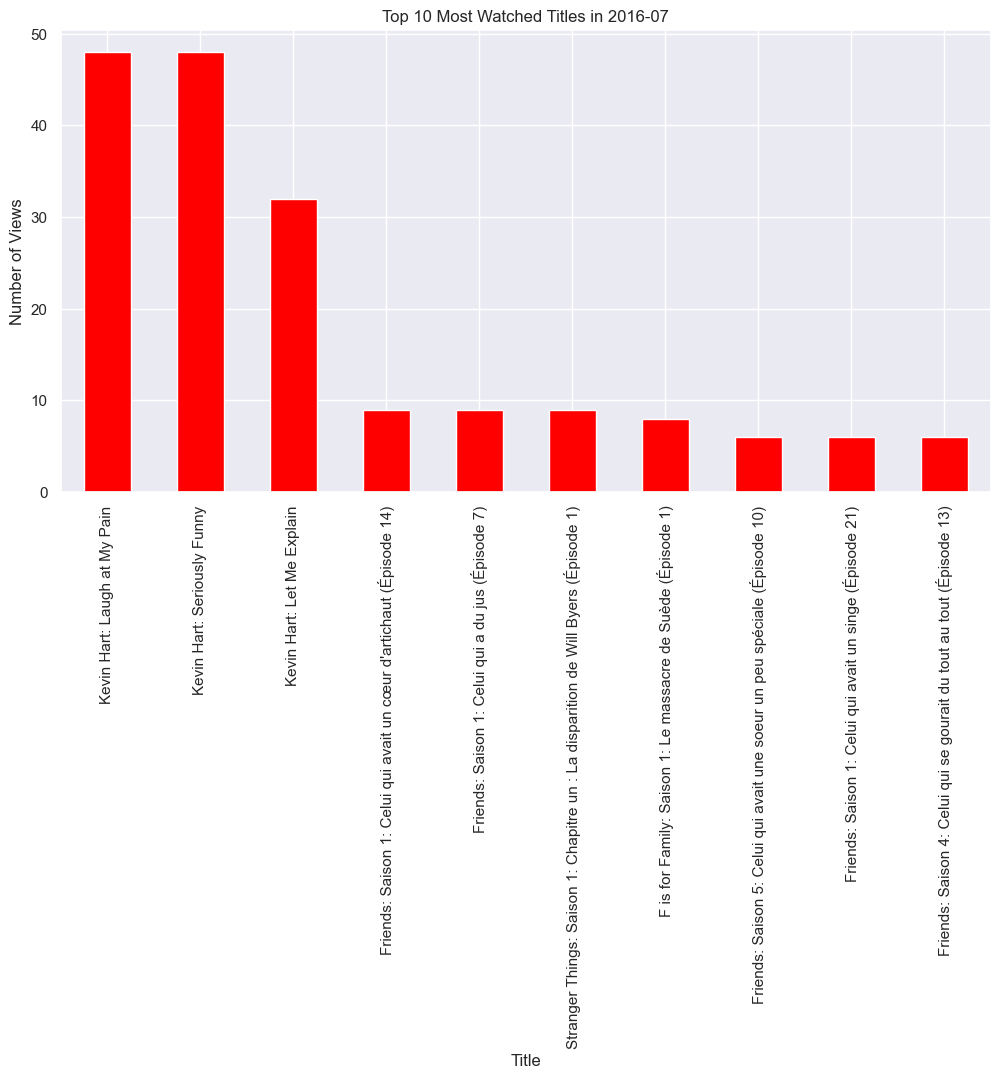 Top 10 Most Watched Titles in 2016-07
Number of Views
50
40
30
20
10
0
Kevin Hart: Laugh at My Pain
Kevin Hart: Seriously Funny
Kevin Hart: Let Me Explain
Friends: Saison 1: Celui qui avait un cœur d'artichaut (Épisode 14)
Friends: Saison 1: Celui qui a du jus (Épisode 7)
Stranger Things: Saison 1: Chapitre un : La disparition de Will Byers (Épisode 1)
F is for Family: Saison 1: Le massacre de Suède (Épisode 1)
Friends: Saison 5: Celui qui avait une soeur un peu spéciale (Épisode 10)
Friends: Saison 1: Celui qui avait un singe (Épisode 21)
Friends: Saison 4: Celui qui se gourait du tout au tout (Épisode 13)
Title